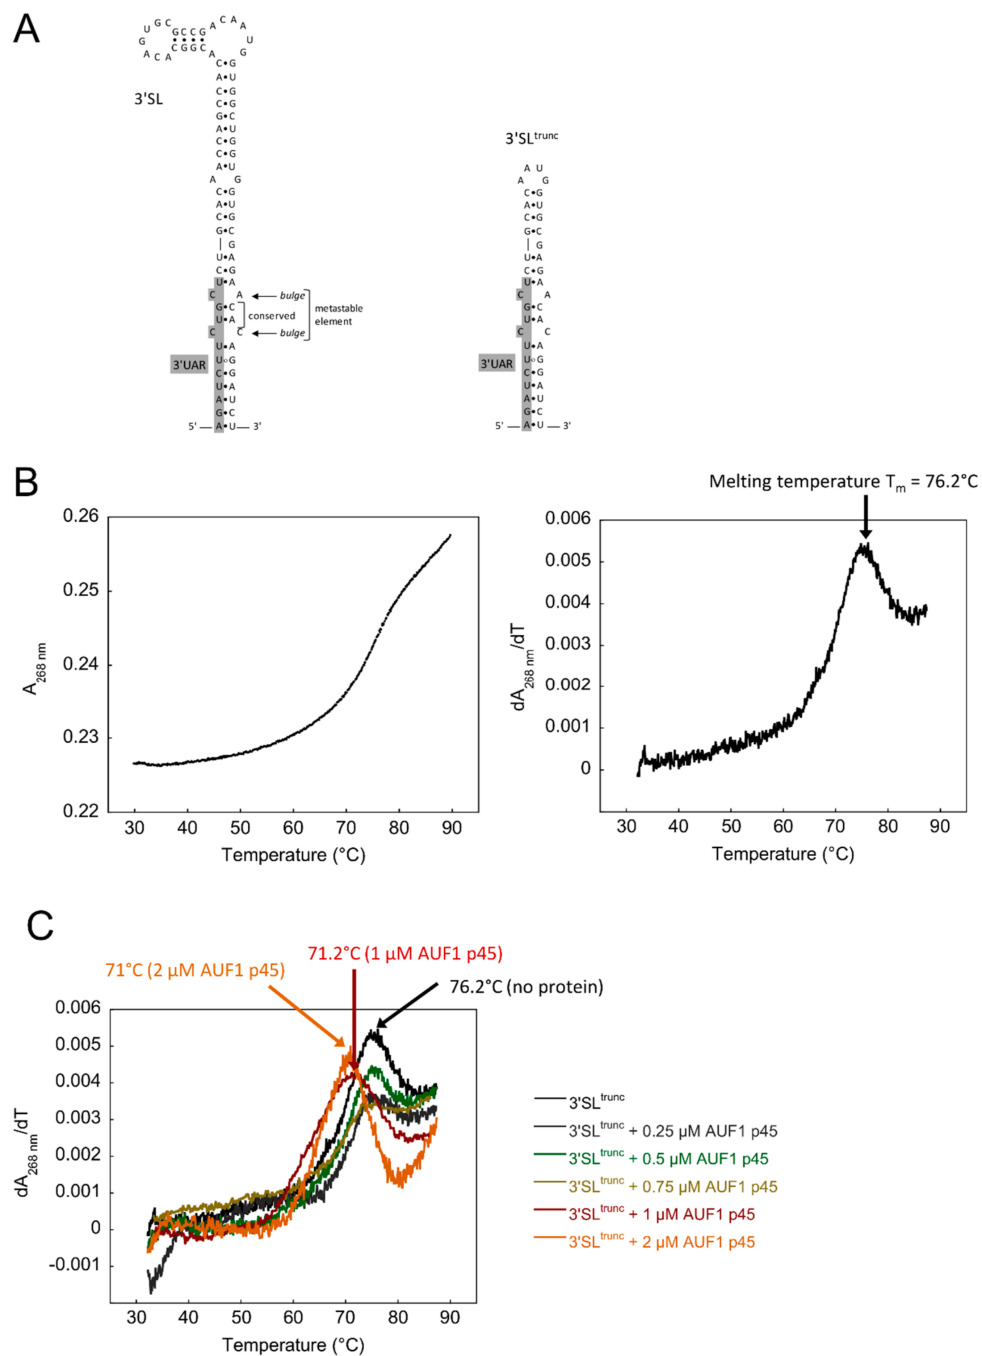 A
3'SL
3'SLtrunc
bulge
conserved
metastable
element
bulge
3'UAR
3'UAR
5' 3'
5' 3'
B
Melting temperature Tm = 76.2°C
0.26
0.25
0.24
0.23
0.22
A268 nm
30 40 50 60 70 80 90
Temperature (°C)
0.006
0.005
0.004
0.003
0.002
0.001
0
dA268 nm/dT
30 40 50 60 70 80 90
Temperature (°C)
C
71.2°C (1 µM AUF1 p45)
71°C (2 µM AUF1 p45)
76.2°C (no protein)
0.006
0.005
0.004
0.003
0.002
0.001
0
-0.001
dA268 nm/dT
30 40 50 60 70 80 90
Temperature (°C)
3'SLtrunc
3'SLtrunc + 0.25 µM AUF1 p45
3'SLtrunc + 0.5 µM AUF1 p45
3'SLtrunc + 0.75 µM AUF1 p45
3'SLtrunc + 1 µM AUF1 p45
3'SLtrunc + 2 µM AUF1 p45